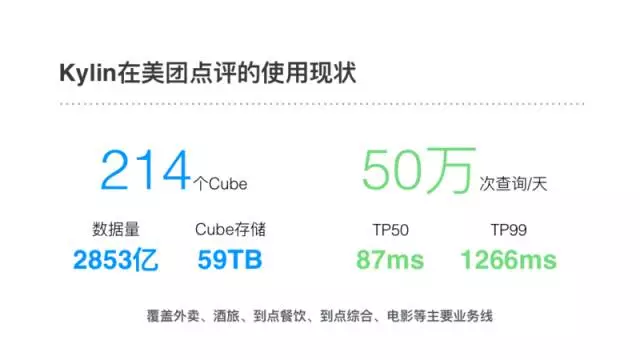 Kylin在美团点评的使用现状
214个Cube
50万次查询/天
数据量
Cube存储
TP50
TP99
2853亿
59TB
87ms
1266ms
覆盖外卖、酒旅、到点餐饮、到点综合、电影等主要业务线